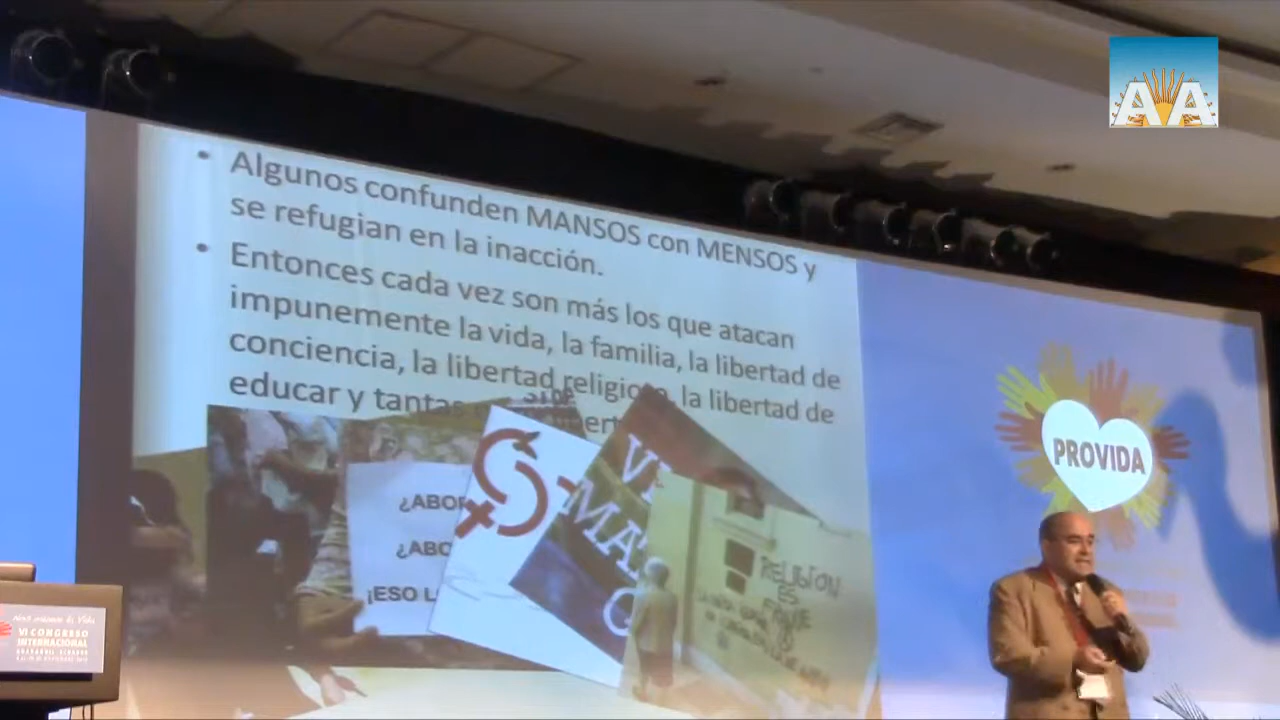 AVA
• Algunos confunden MANSOS con MENSOS y
se refugian en la inacción.
• Entonces cada vez son más los que atacan
impunemente la vida, la familia, la libertad de
conciencia, la libertad religiosa, la libertad de
educar y tantas
¿ABOR
¿ABO
¡ESO L
RELIGION
ES
PROVIDA
VI CONGRESO
INTERNACIONAL